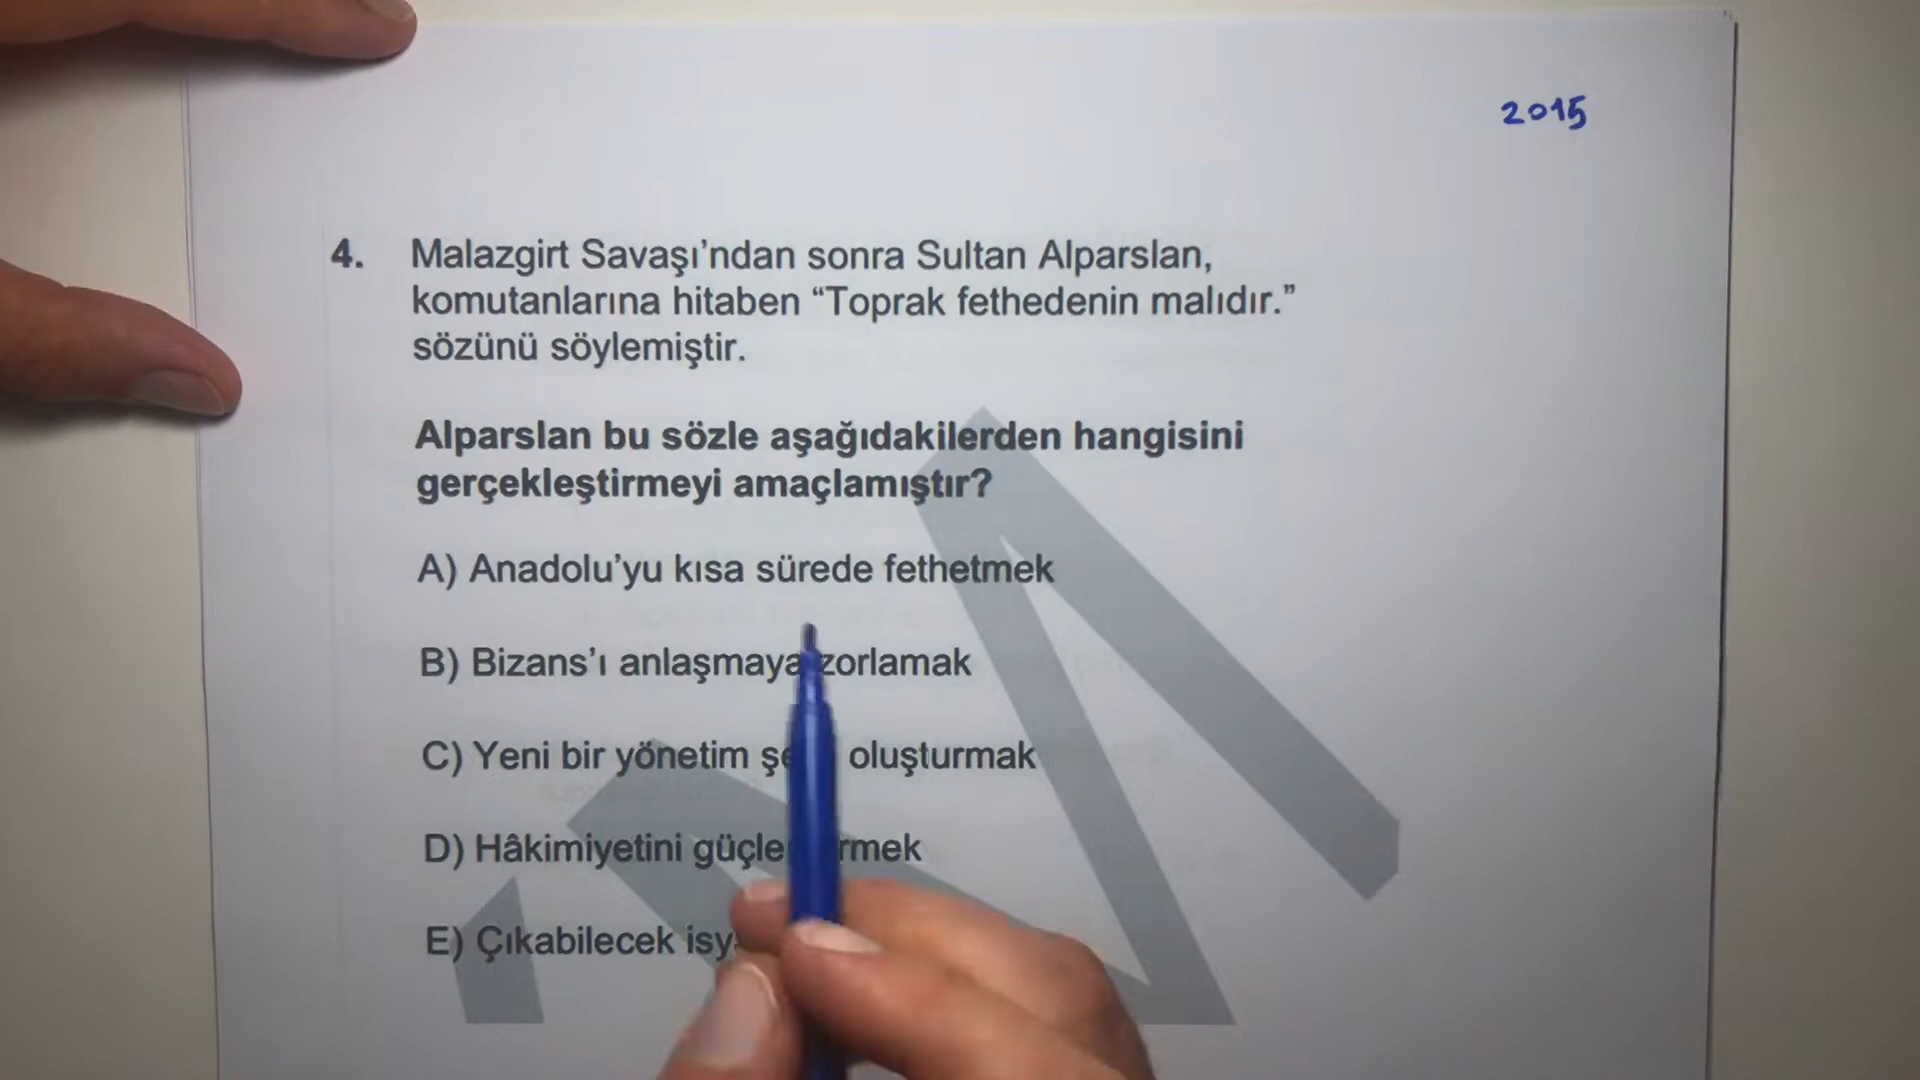 2015
4. Malazgirt Savaşı’ndan sonra Sultan Alparslan,
komutanlarına hitaben “Toprak fethedenin malıdır.”
sözünü söylemiştir.
Alparslan bu sözle aşağıdakilerden hangisini
gerçekleştirmeyi amaçlamıştır?
A) Anadolu’yu kısa sürede fethetmek
B) Bizans’ı anlaşmaya zorlamak
C) Yeni bir yönetim oluşturmak
D) Hâkimiyetini
E) Çıkabilecek